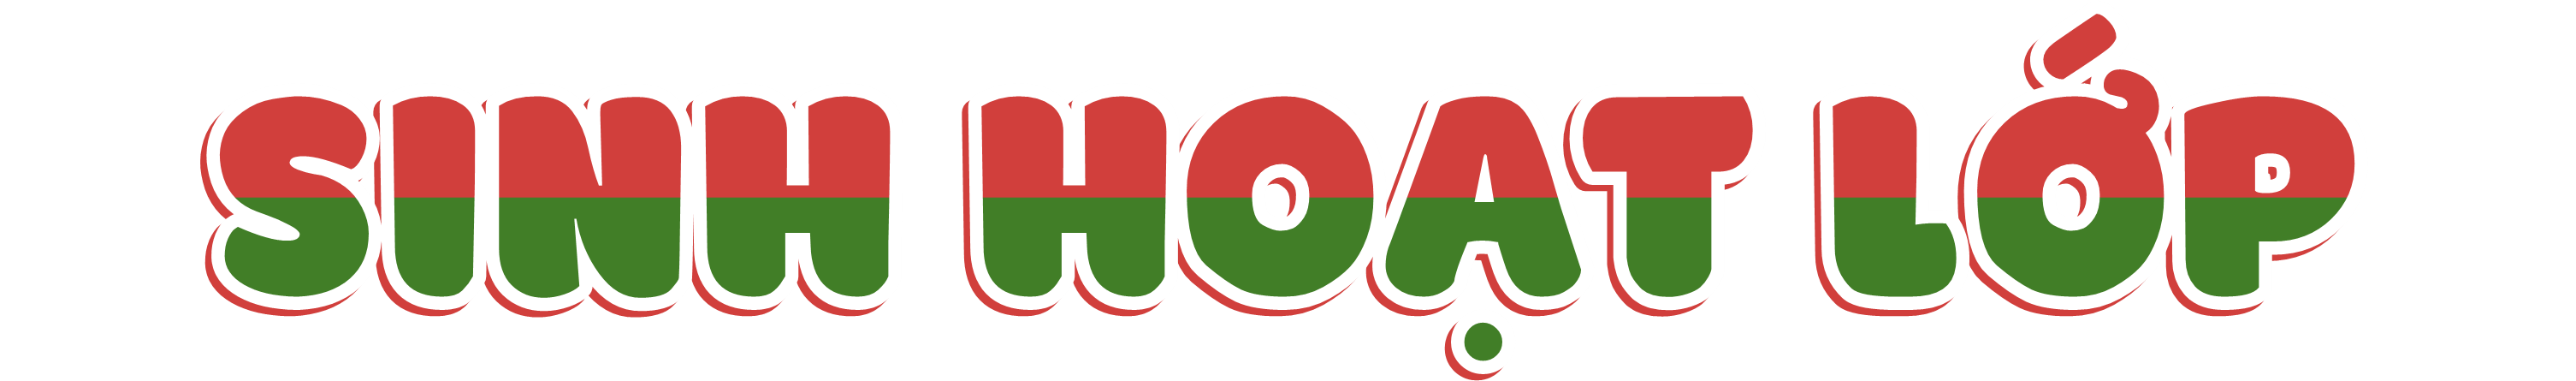 SINH HOẠT LỚP